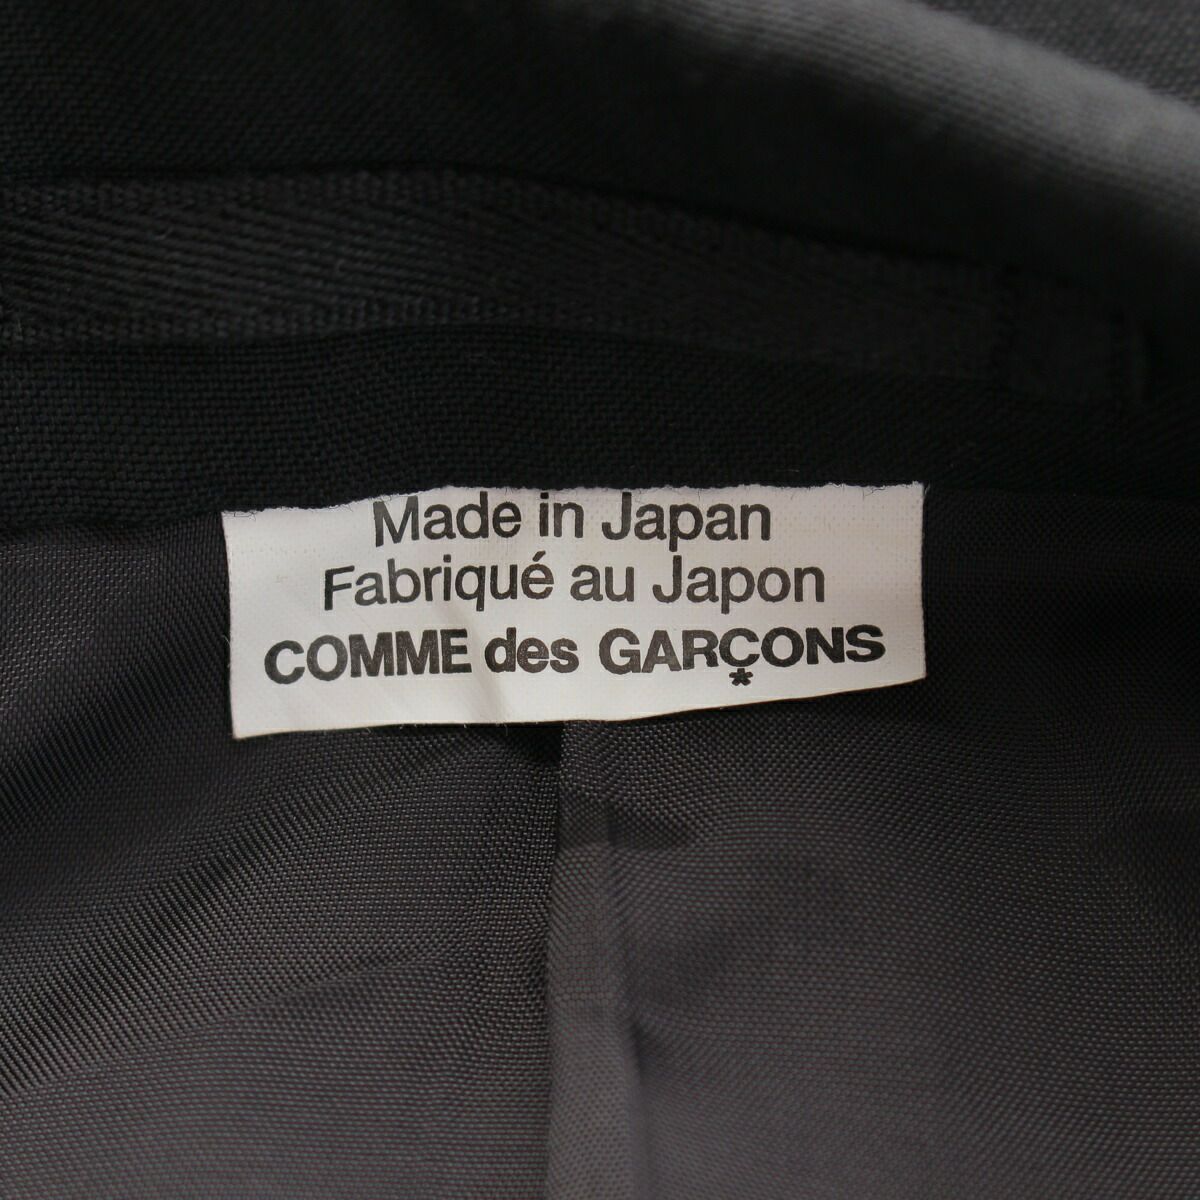 Made in Japan
Fabriqué au Japon
COMME des GARÇONS